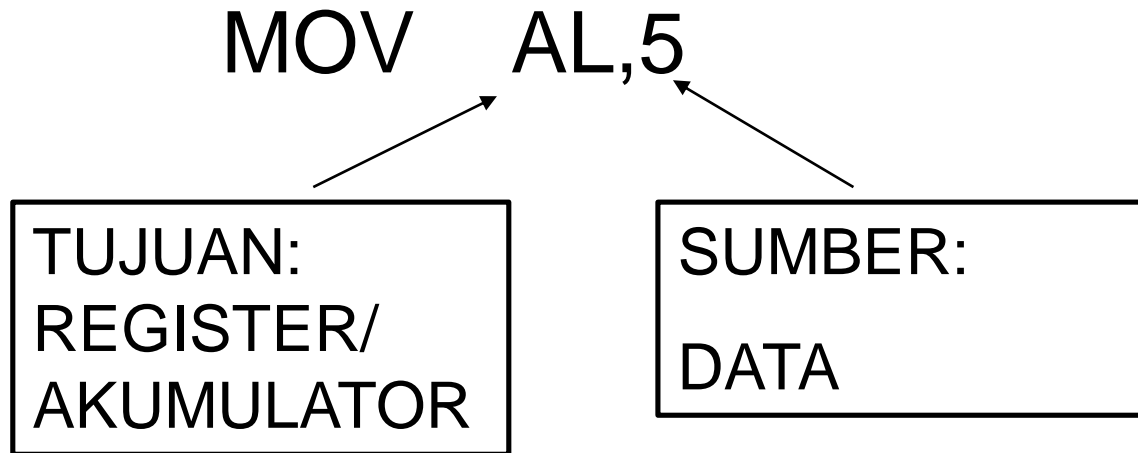 MOV AL,5
TUJUAN:
REGISTER/
AKUMULATOR
SUMBER:
DATA